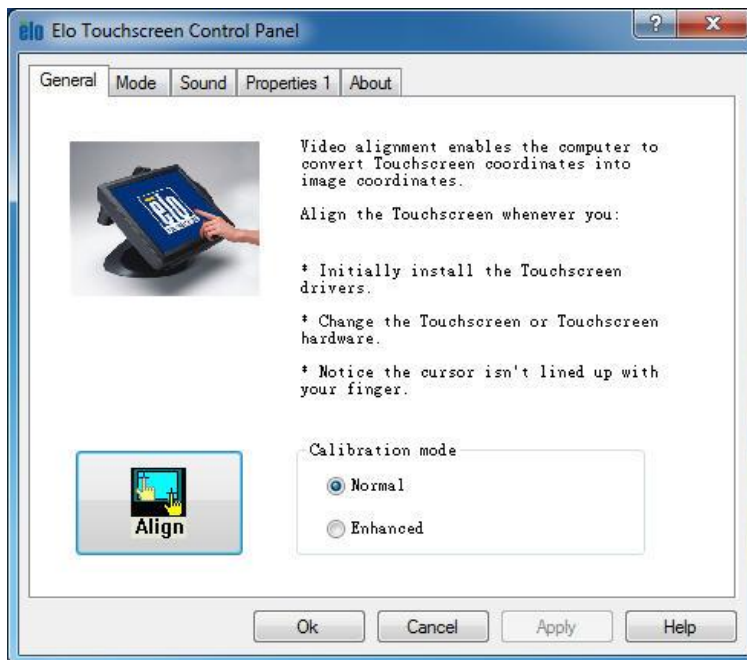 elo Elo Touchscreen Control Panel
General Mode Sound Properties 1 About
Video alignment enables the computer to
convert Touchscreen coordinates into
image coordinates.
Align the Touchscreen whenever you:
* Initially install the Touchscreen
drivers.
* Change the Touchscreen or Touchscreen
hardware.
* Notice the cursor isn't lined up with
your finger.
elo
Calibration mode
Normal
Enhanced
Align
Ok Cancel Apply Help